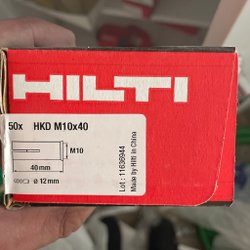 HILTI
50x HKD M10x40
M10
40mm
ø 12mm
Lot : 11636944
Made by Hilti in China